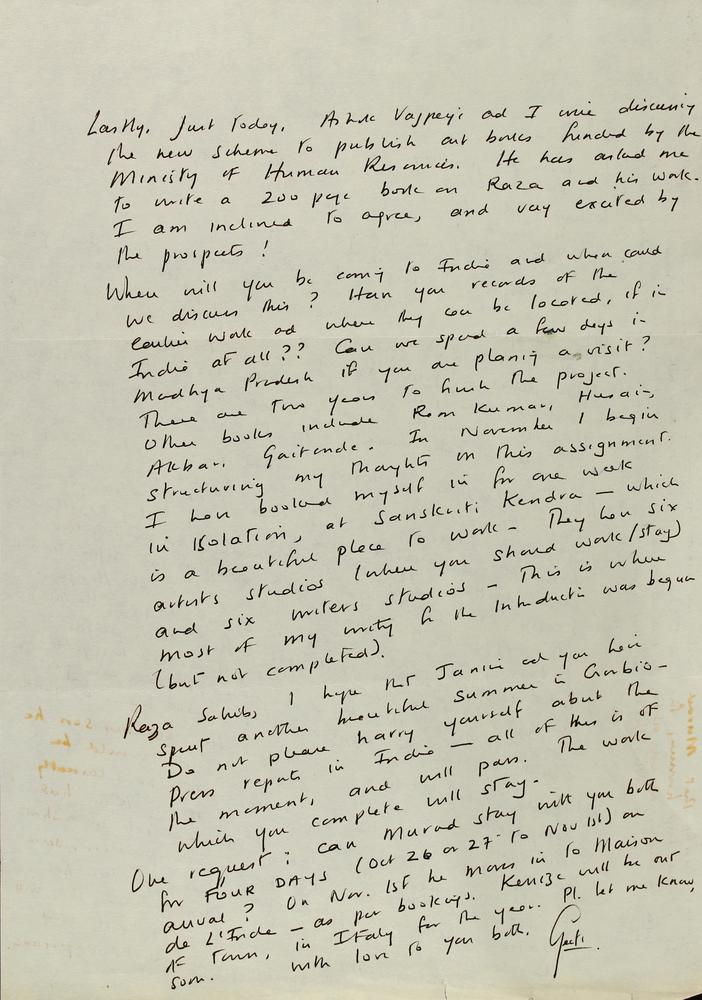 Lastly, Just Today, Ashok Vajpeyi ad I were discussing
the new scheme to publish art books funded by the
Ministry of Human Resources. He has asked me
to write a 200 page book on Raza and his work.
I am inclined to agree, and very excited by
the prospects !
When will you be coming to India and when could
we discuss this ? Have you records of the
earlier work ad where they can be located, if in
India at all ?? Can we spend a few days in
Madhya Pradesh if you are planing a visit ?
There are two years to finish the project.
Other books include Ram Kumar, Husain,
Akbar, Gaitonde. In November I begin
structuring my thoughts on this assignment.
I have booked myself in for one week
in isolation, at Sanskriti Kendra — which
is a beautiful place to work – They have six
artists studios (where you should work/stay)
and six writers studios – This is where
most of my writing for the Introduction was begun
(but not completed).
Raza Sahib, I hope that Janine ad you have
spent another beautiful summer in Gorbio –
Do not please harry yourself about the
Press reports in India — all of this is of
the moment, and will pass. The work
which you complete will stay.
One request : can Murad stay with you both
for FOUR DAYS (Oct 26 or 27 to Nov 1st) on
arrival ? On Nov. 1st he moves in to Maison
de L'Inde – as per bookings. Kenize will be out
of Town, in Italy for the year. Pl. let me know,
soon. with love to you both. Geeti.